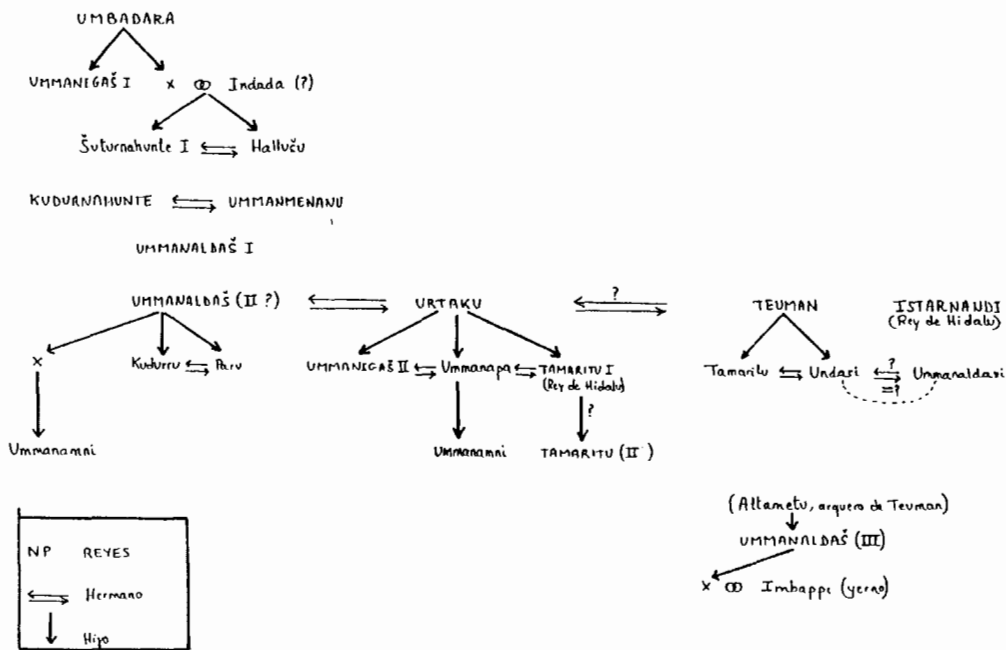 UMBADARA
UMMANIGAŠ I x Indada (?)
Šuturnahunte I Hallušu
KUDURNAHUNTE UMMANMENANU
UMMANALDAŠ I
UMMANALDAŠ (II ?) URTAKU ? TEUMAN ISTARNANDI
(Rey de Hidalu)
x Kudurru Paru UMMANIGAŠ II Ummanapa TAMARITU I Tamaritu Undasi ? Ummanaldasi
(Rey de Hidalu) =?
?
Ummanamni Ummanamni TAMARITU (II)
(Attametu, arquero de Teuman)
UMMANALDAŠ (III)
x Imbappi (yerno)
NP REYES
Hermano
Hijo